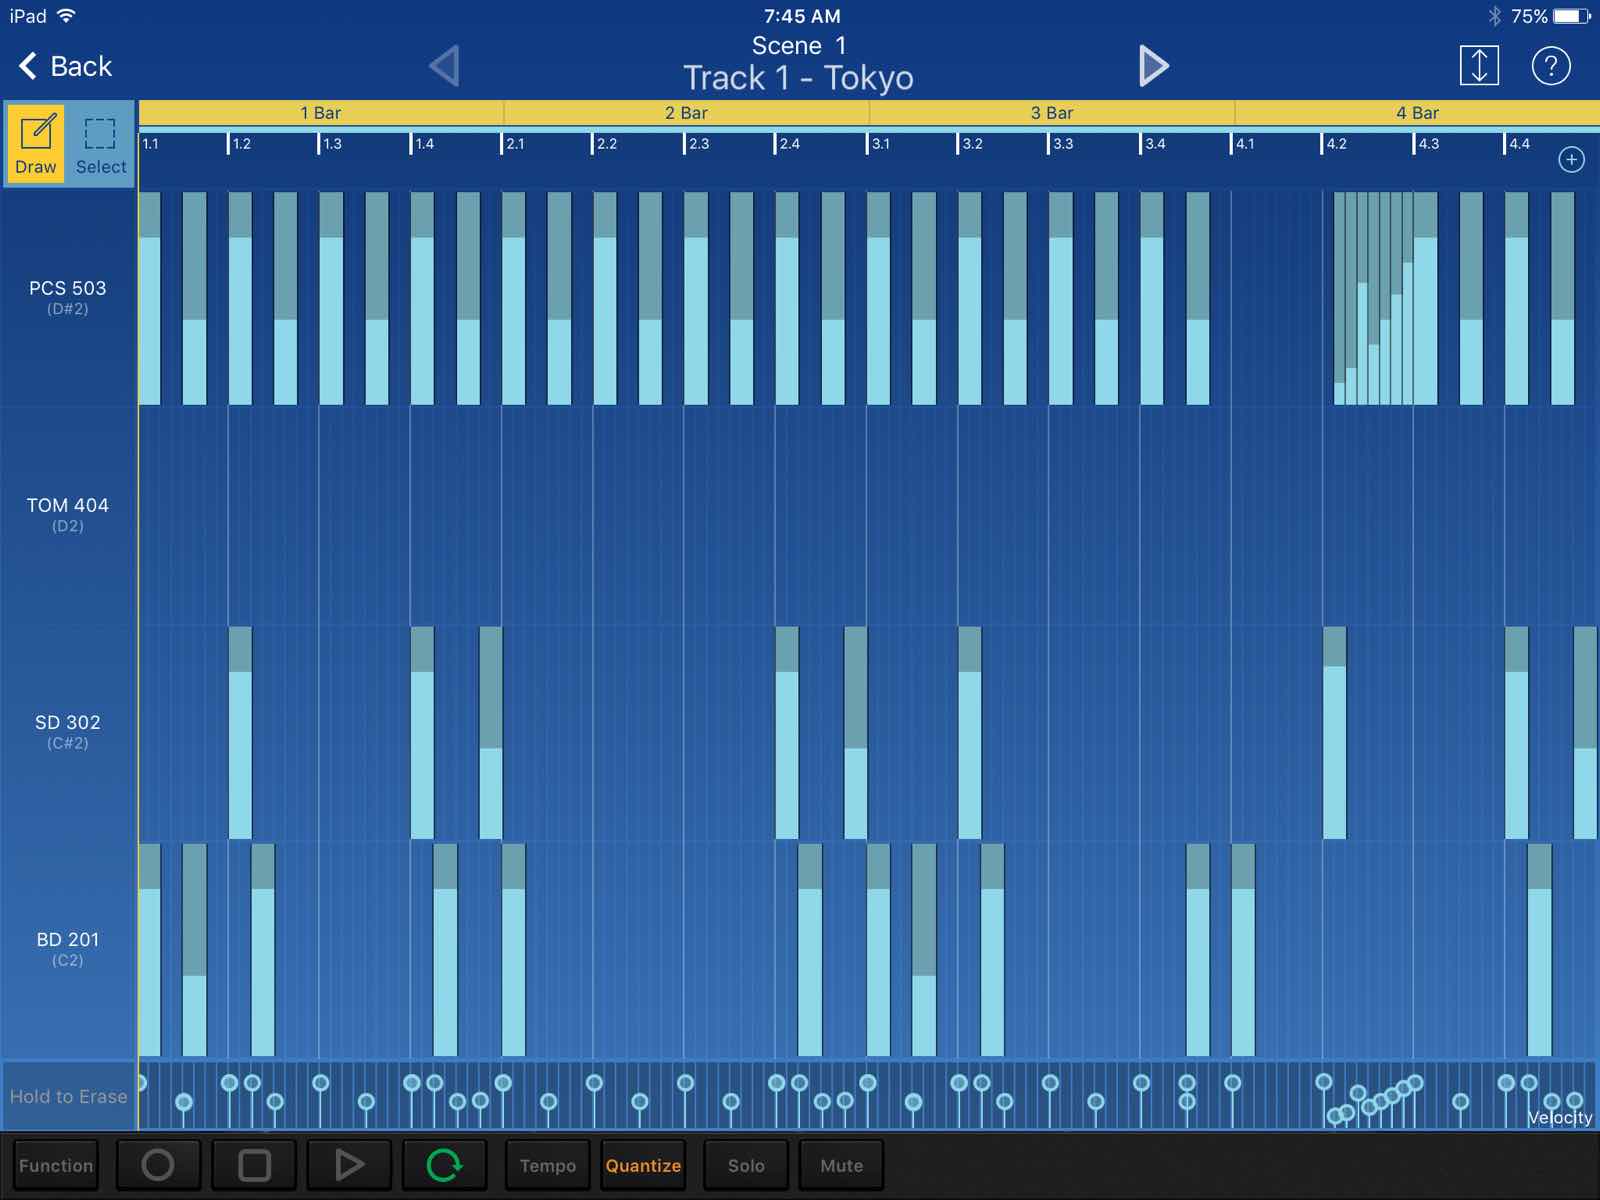 iPad 7:45 AM 75%
Back
Scene 1
Track 1 - Tokyo
?
Draw Select
1 Bar 2 Bar 3 Bar 4 Bar
1.1 1.2 1.3 1.4 2.1 2.2 2.3 2.4 3.1 3.2 3.3 3.4 4.1 4.2 4.3 4.4
PCS 503
(D#2)
TOM 404
(D2)
SD 302
(C#2)
BD 201
(C2)
Hold to Erase
Velocity
Function Tempo Quantize Solo Mute